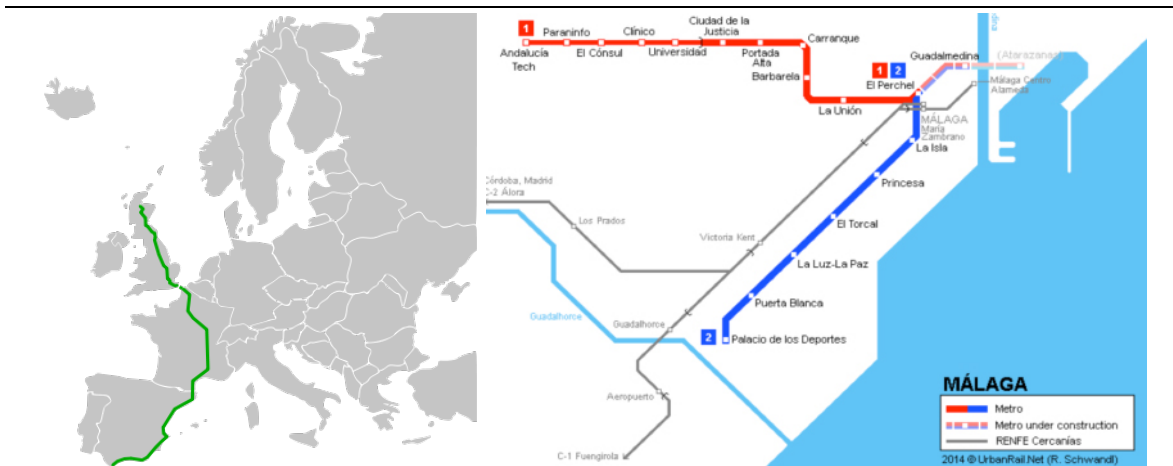 1
Andalucía
Tech
Paraninfo
El Cónsul
Clínico
Universidad
Ciudad de la
Justicia
Portada
Alta
Carranque
Barbarela
La Unión
1 2
El Perchel
Guadalmedina
(Atarazanas)
Málaga Centro
Alameda
MÁLAGA
María
Zambrano
La Isla
Princesa
El Torcal
La Luz-La Paz
Puerta Blanca
2
Palacio de los Deportes
Córdoba, Madrid
C-2 Álora
Los Prados
Victoria Kent
Guadalhorce
Guadalhorce
Aeropuerto
C-1 Fuengirola
MÁLAGA
Metro
Metro under construction
RENFE Cercanías
2014 © UrbanRail.Net (R. Schwandl)